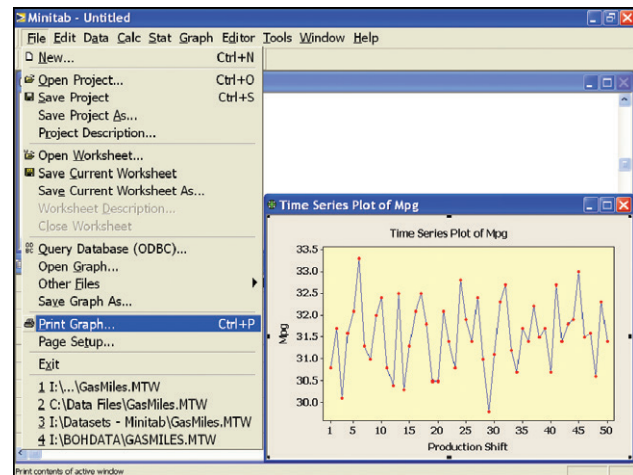 Minitab - Untitled
File Edit Data Calc Stat Graph Editor Tools Window Help
New... Ctrl+N
Open Project... Ctrl+O
Save Project Ctrl+S
Save Project As...
Project Description...
Open Worksheet...
Save Current Worksheet
Save Current Worksheet As...
Worksheet Description...
Close Worksheet
Query Database (ODBC)...
Open Graph...
Other Files
Save Graph As...
Print Graph... Ctrl+P
Page Setup...
Exit
1 I:\...\GasMiles.MTW
2 C:\Data Files\GasMiles.MTW
3 I:\Datasets - Minitab\GasMiles.MTW
4 I:\BOHDATA\GASMILES.MTW
Print contents of active window
Time Series Plot of Mpg
Time Series Plot of Mpg
33.5
33.0
32.5
32.0
31.5
31.0
30.5
30.0
Mpg
1 5 10 15 20 25 30 35 40 45 50
Production Shift